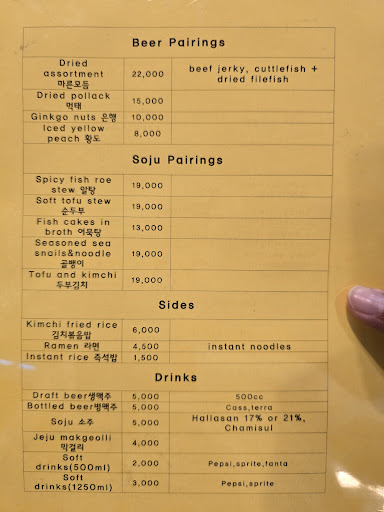 Beer Pairings
Dried
assortment
마른모듬
22,000
beef jerky, cuttlefish +
dried filefish
Dried pollack
먹태
15,000
Ginkgo nuts 은행
10,000
Iced yellow
peach 황도
8,000
Soju Pairings
Spicy fish roe
stew 알탕
19,000
Soft tofu stew
순두부
19,000
Fish cakes in
broth 어묵탕
13,000
Seasoned sea
snails&noodle
골뱅이
19,000
Tofu and kimchi
두부김치
19,000
Sides
Kimchi fried rice
김치볶음밥
6,000
Ramen 라면
4,500
instant noodles
Instant rice 즉석밥
1,500
Drinks
Draft beer생맥주
5,000
500cc
Bottled beer병맥주
5,000
Cass,terra
Soju 소주
5,000
Hallasan 17% or 21%,
Chamisul
Jeju makgeolli
막걸리
4,000
Soft
drinks(500ml)
2,000
Pepsi,sprite,fanta
Soft
drinks(1250ml)
3,000
Pepsi,sprite